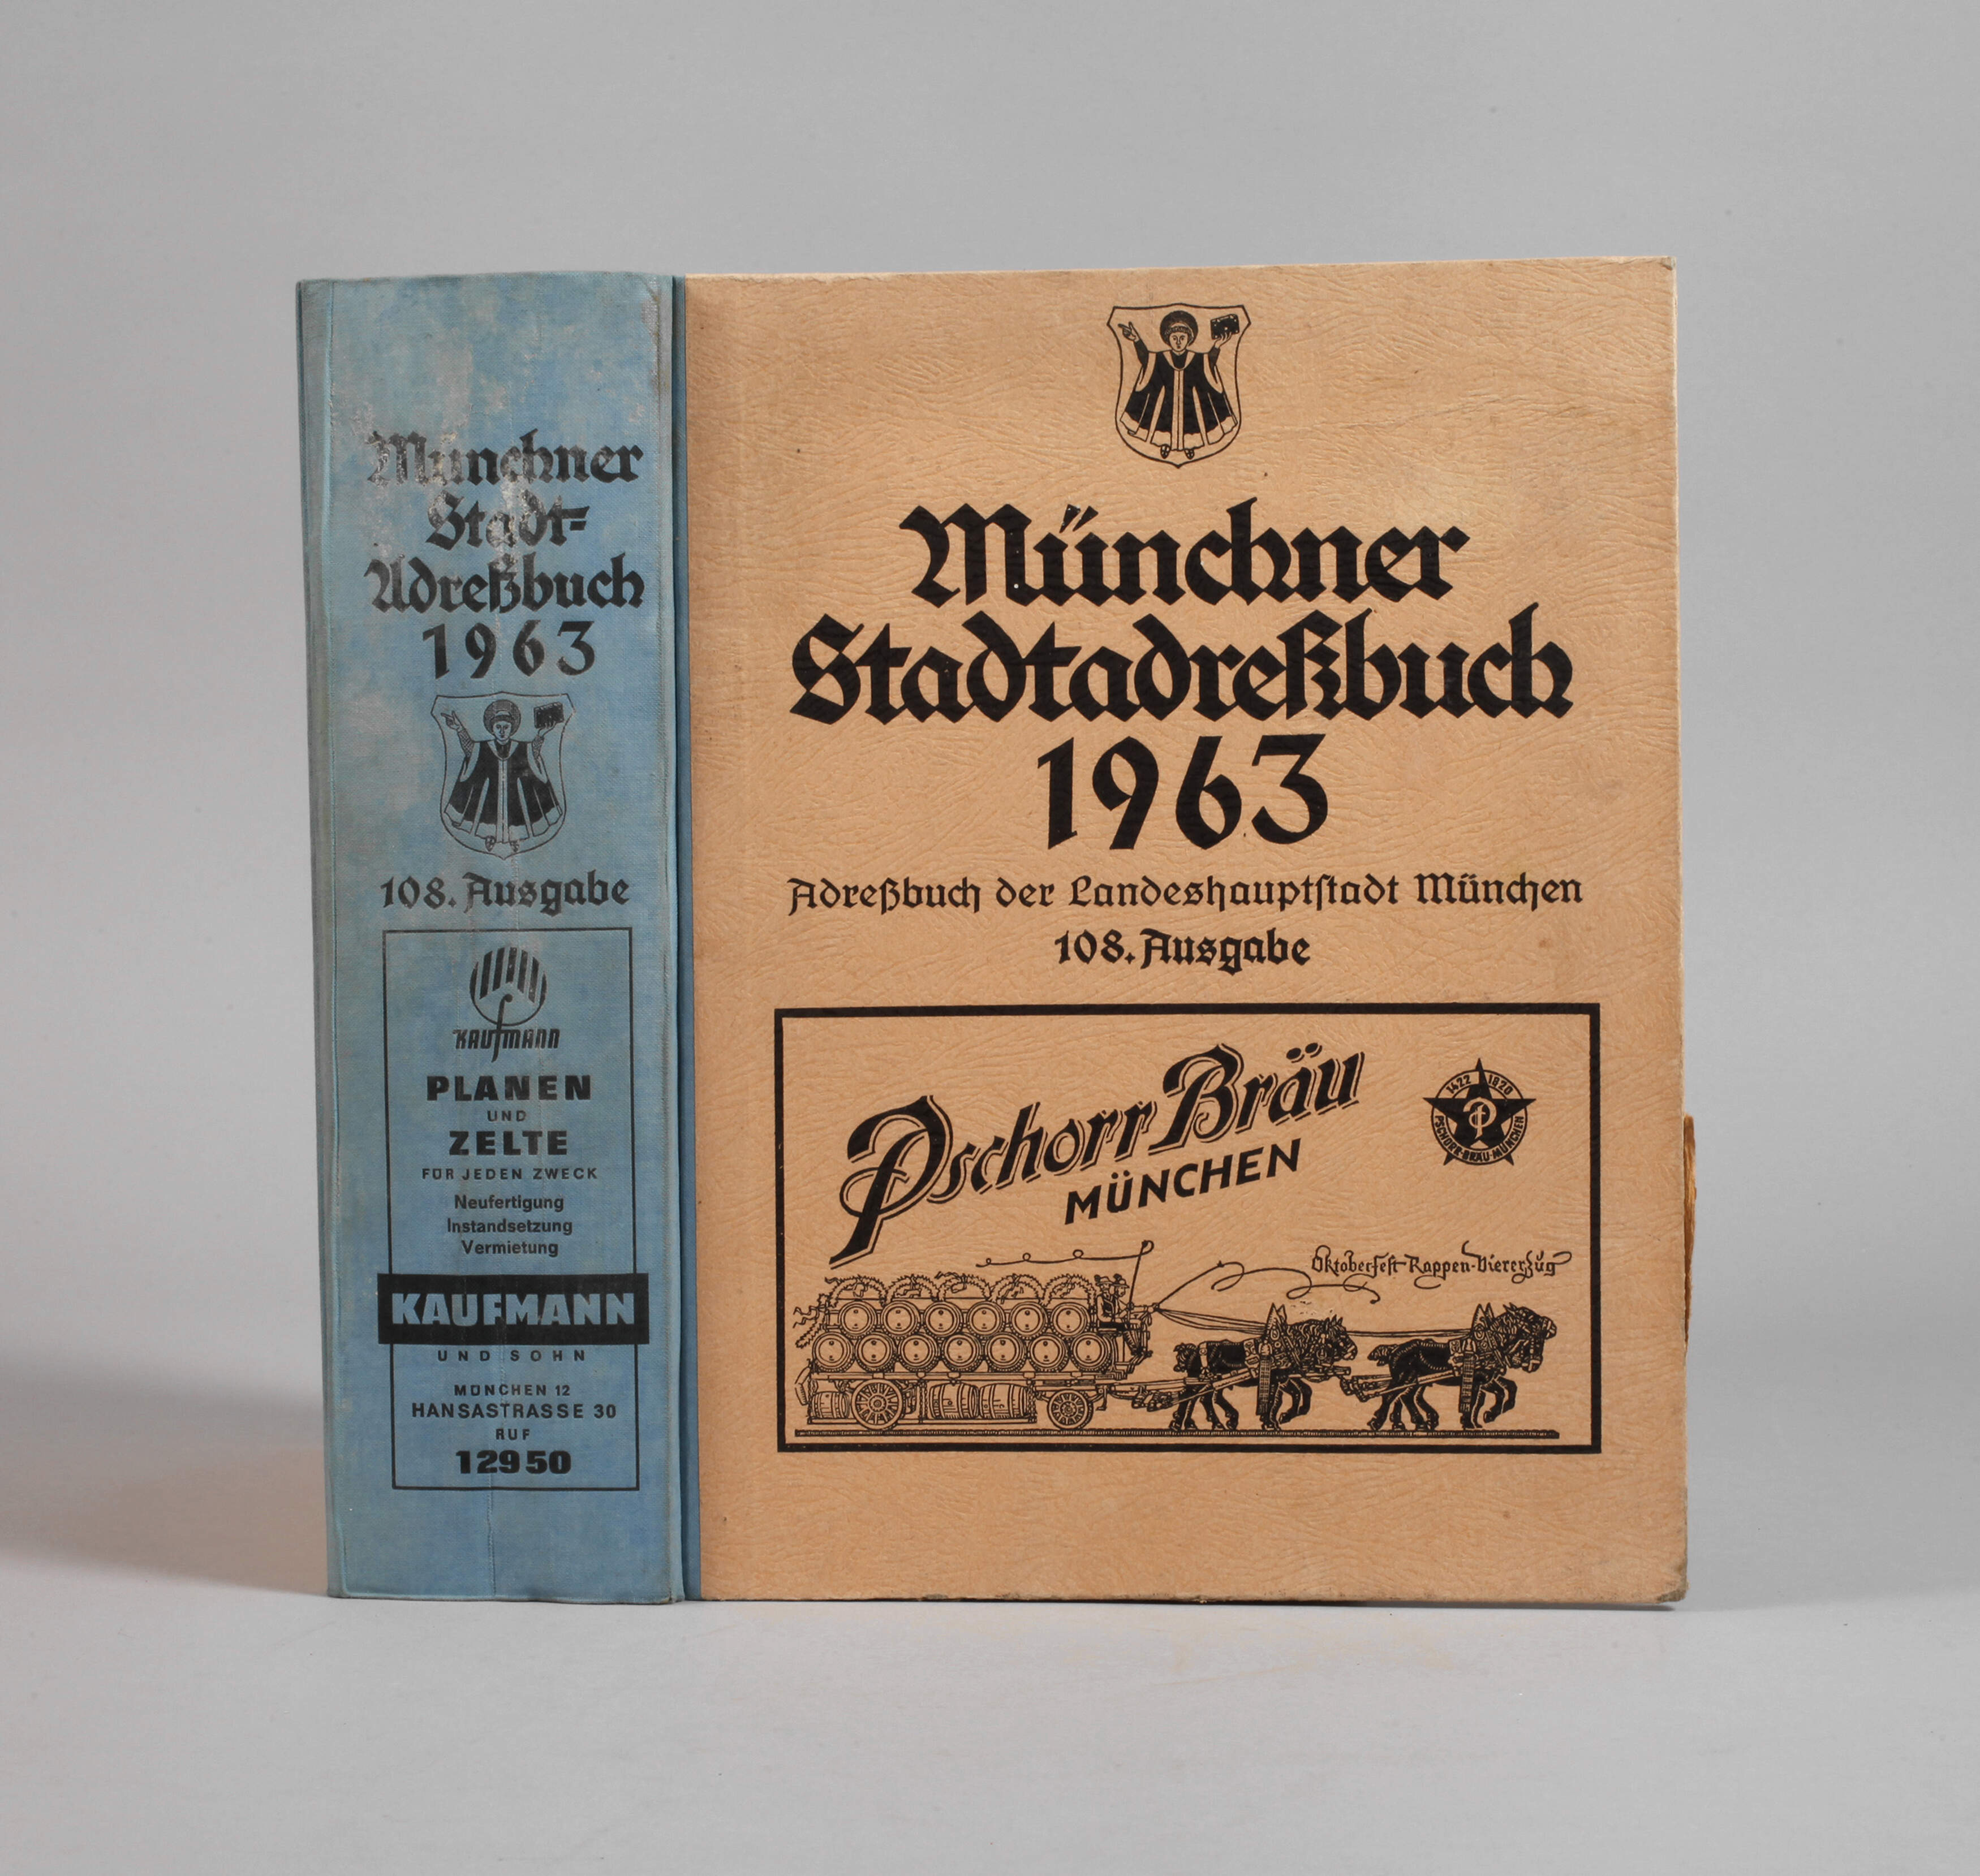 Münchner
Stadt-
Adreßbuch
1963
108. Ausgabe
KAUFMANN
PLANEN
UND
ZELTE
FÜR JEDEN ZWECK
Neufertigung
Instandsetzung
Vermietung
KAUFMANN
UND SOHN
MÜNCHEN 12
HANSASTRASSE 30
RUF
12950
Münchner
Stadtadreßbuch
1963
Adreßbuch der Landeshauptſtadt München
108. Ausgabe
Pschorr Bräu
MÜNCHEN
1422 1820
P
PSCHORR-BRÄU-MÜNCHEN
Oktoberfest-Rappen-Viererzug